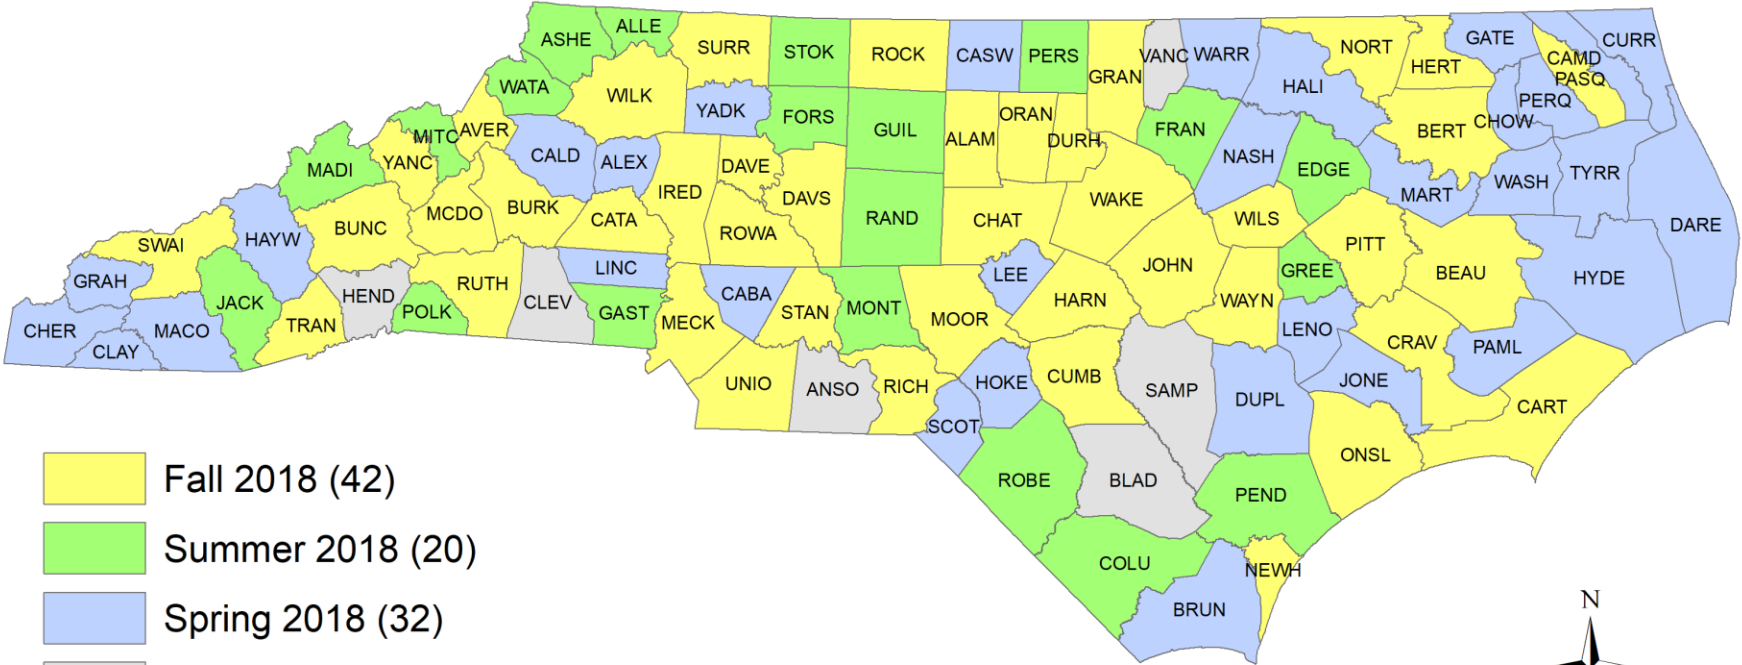 ASHE
ALLE
SURR
STOK
ROCK
CASW
PERS
GRAN
VANC
WARR
HALI
NORT
HERT
GATE
CAMD
PASQ
CURR
WATA
WILK
YADK
FORS
GUIL
ALAM
ORAN
DURH
FRAN
NASH
EDGE
BERT
CHOW
PERQ
MITC
AVER
YANC
MADI
CALD
ALEX
IRED
DAVE
DAVS
RAND
CHAT
WAKE
WILS
MART
WASH
TYRR
DARE
SWAI
HAYW
BUNC
MCDO
BURK
CATA
ROWA
LEE
JOHN
PITT
BEAU
HYDE
GRAH
JACK
HEND
POLK
RUTH
CLEV
LINC
GAST
MECK
CABA
STAN
MONT
MOOR
HARN
WAYN
GREE
LENO
CRAV
PAML
CHER
CLAY
MACO
TRAN
UNIO
ANSO
RICH
HOKE
CUMB
SAMP
DUPL
JONE
CART
SCOT
ROBE
BLAD
PEND
ONSL
COLU
BRUN
NEWH
Fall 2018 (42)
Summer 2018 (20)
Spring 2018 (32)
N